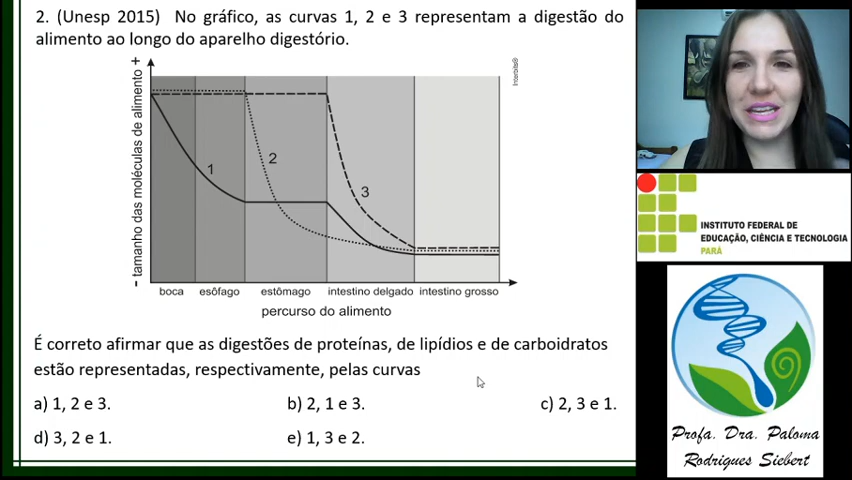 2. (Unesp 2015) No gráfico, as curvas 1, 2 e 3 representam a digestão do
alimento ao longo do aparelho digestório.
- tamanho das moléculas de alimento +
Interbits®
1
2
3
boca
esôfago
estômago
intestino delgado
intestino grosso
percurso do alimento
É correto afirmar que as digestões de proteínas, de lipídios e de carboidratos
estão representadas, respectivamente, pelas curvas
a) 1, 2 e 3.
b) 2, 1 e 3.
c) 2, 3 e 1.
d) 3, 2 e 1.
e) 1, 3 e 2.
INSTITUTO FEDERAL DE
EDUCAÇÃO, CIÊNCIA E TECNOLOGIA
PARÁ
Profa. Dra. Paloma
Rodrigues Siebert